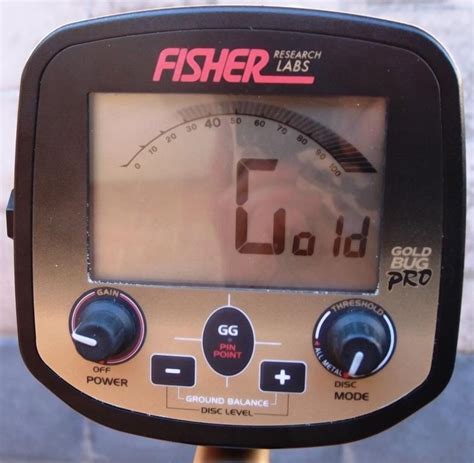 FISHER RESEARCH LABS
0 10 20 30 40 50 60 70 80 90 100
Gold
GOLD
BUG
PRO
GAIN
OFF
POWER
GG
PIN
POINT
THRESHOLD
ALL METAL
DISC
MODE
- +
GROUND BALANCE
DISC LEVEL